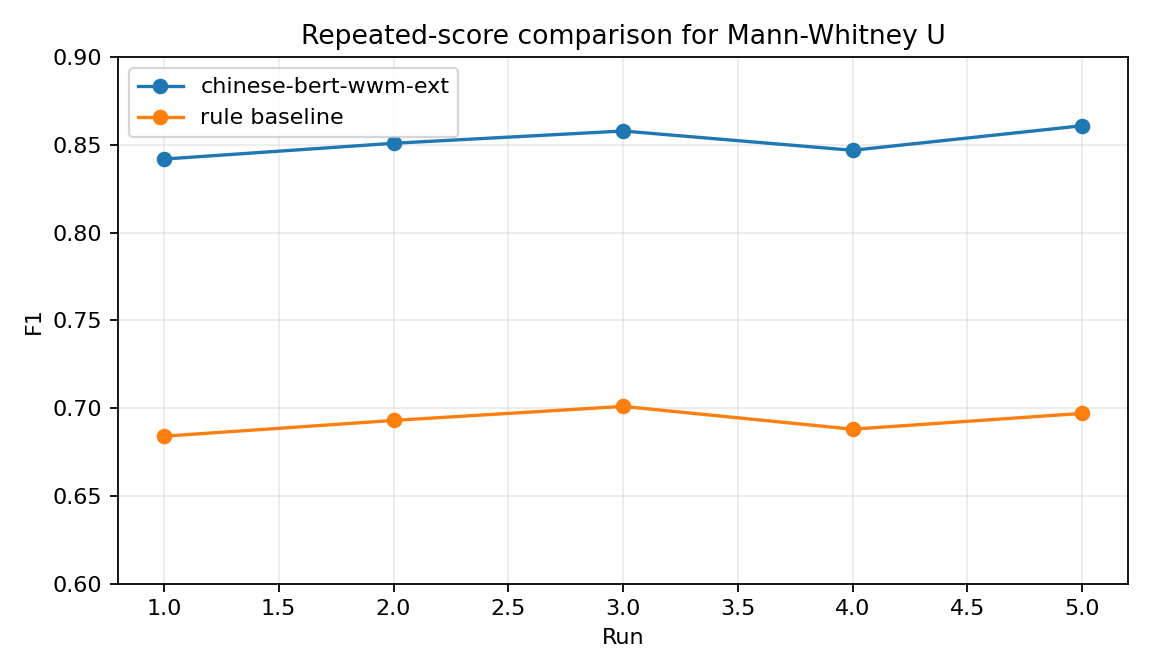 Repeated-score comparison for Mann-Whitney U
chinese-bert-wwm-ext
rule baseline
F1
0.90
0.85
0.80
0.75
0.70
0.65
0.60
1.0 1.5 2.0 2.5 3.0 3.5 4.0 4.5 5.0
Run